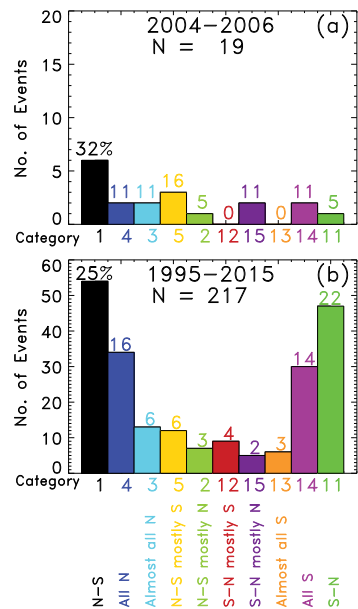 2004-2006 (a)
N = 19
No. of Events
20
15
10
5
0
32% 11 11 16 5 0 11 0 11 5
Category 1 4 3 5 2 12 15 13 14 11
1995-2015 (b)
N = 217
No. of Events
60
50
40
30
20
10
0
25% 16 6 6 3 4 2 3 14 22
Category 1 4 3 5 2 12 15 13 14 11
N-S
All N
Almost all N
N-S mostly S
N-S mostly N
S-N mostly S
S-N mostly N
Almost all S
All S
S-N